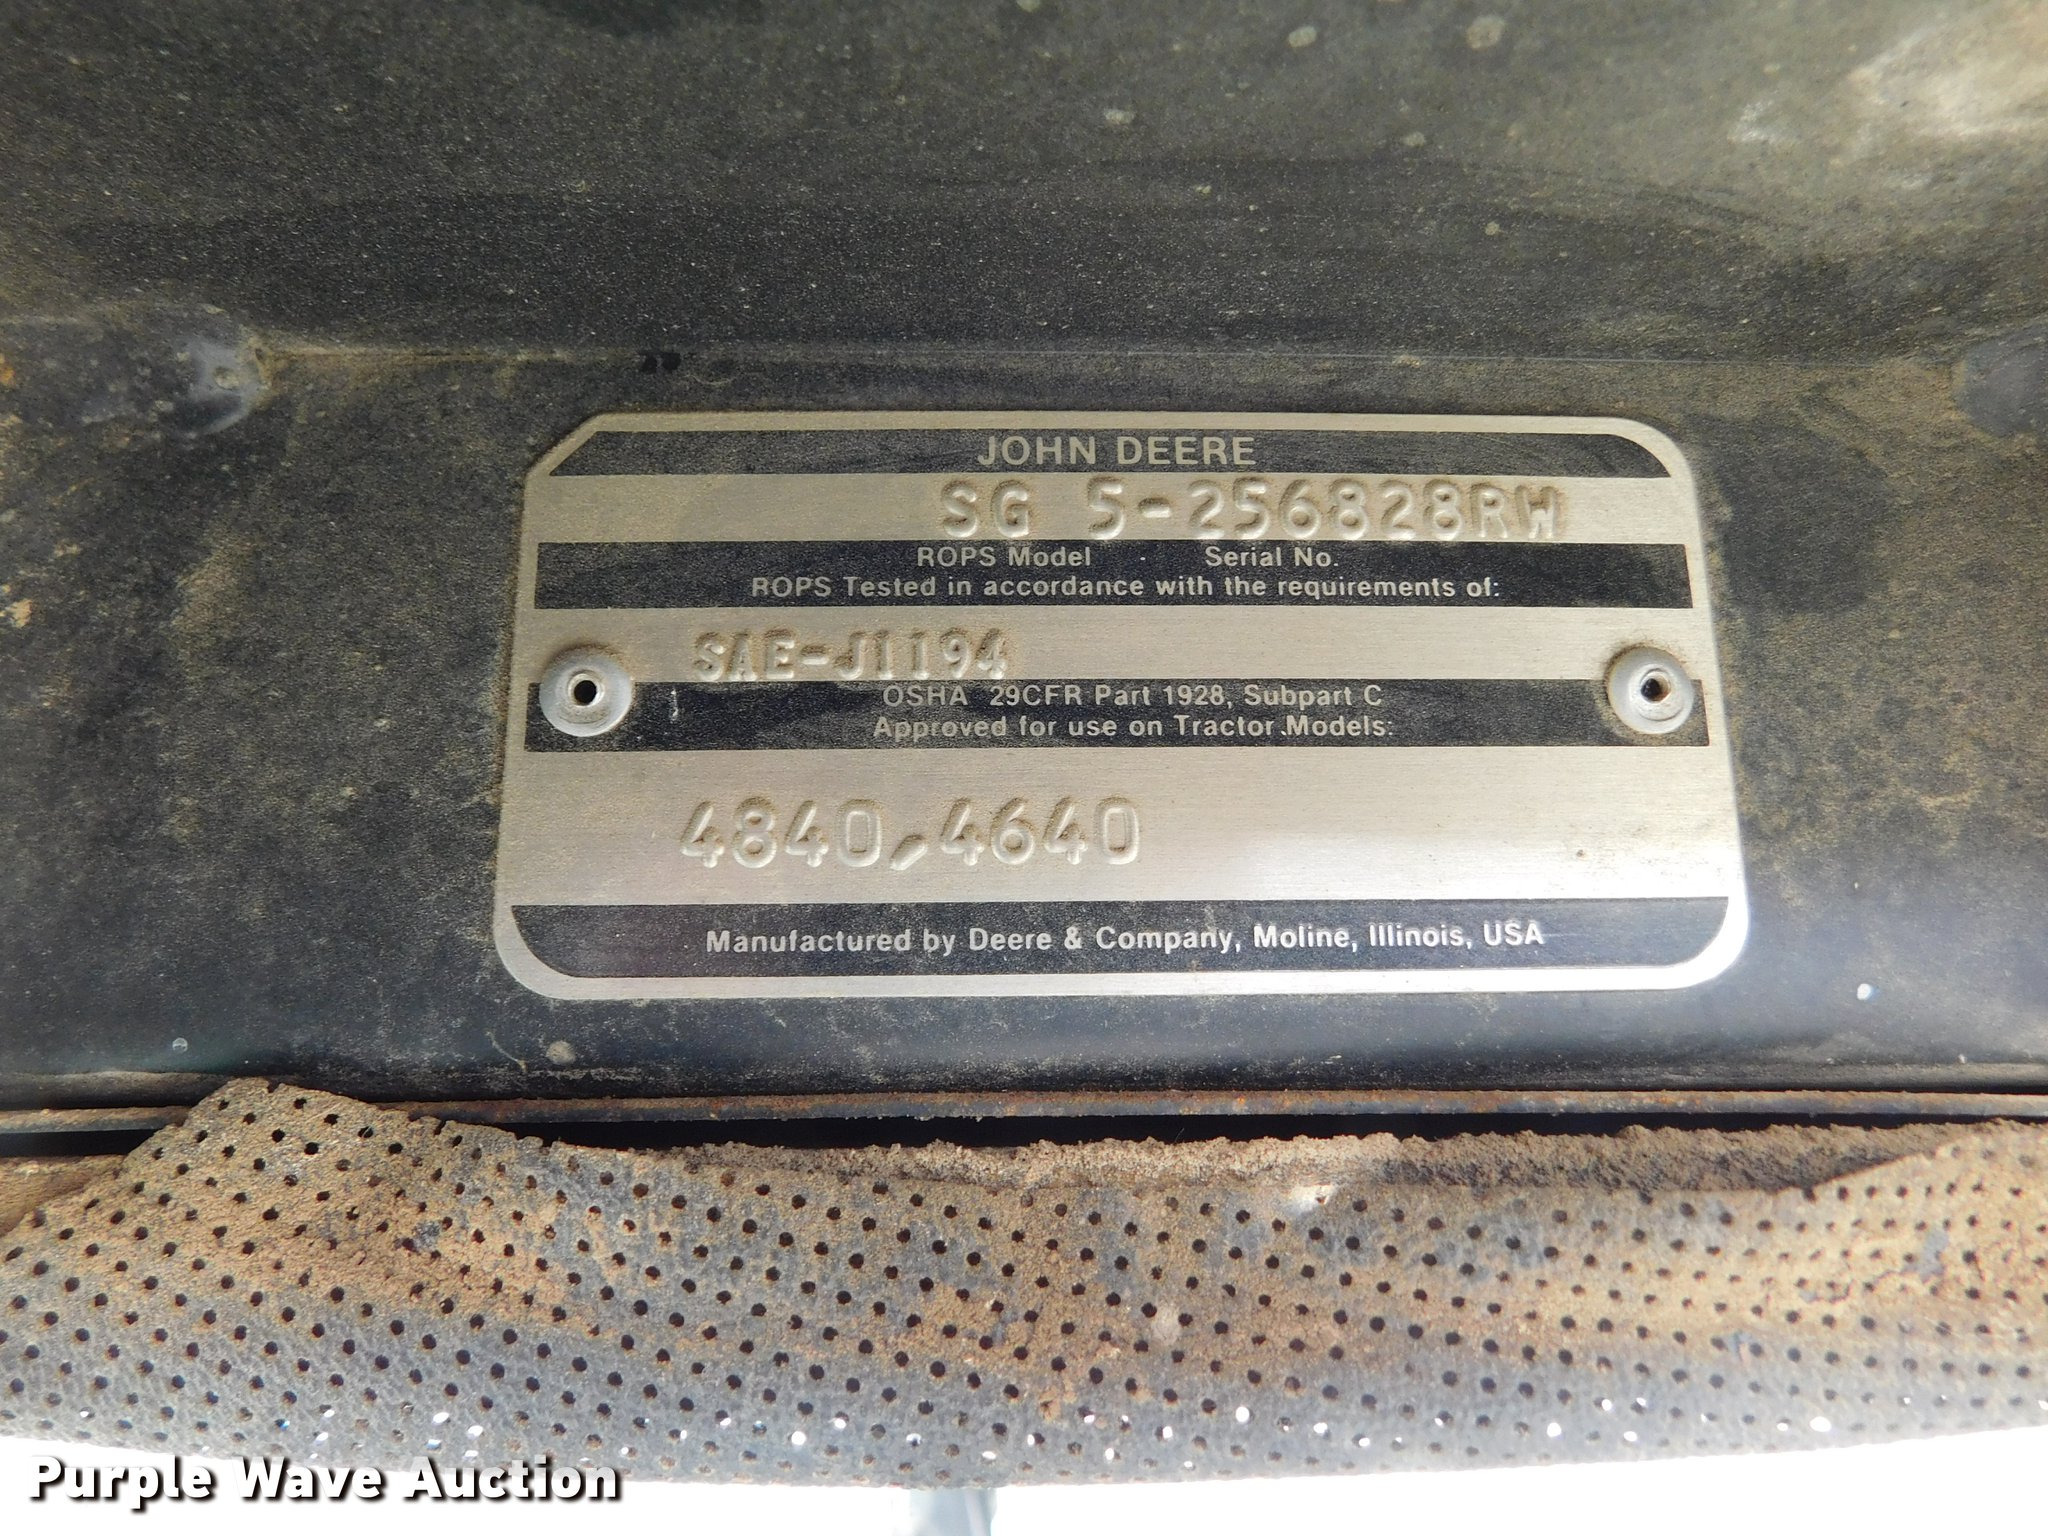 JOHN DEERE
SG 5-256828RW
ROPS Model Serial No.
ROPS Tested in accordance with the requirements of:
SAE-J1194
OSHA 29CFR Part 1928, Subpart C
Approved for use on Tractor Models:
4840,4640
Manufactured by Deere & Company, Moline, Illinois, USA
Purple Wave Auction